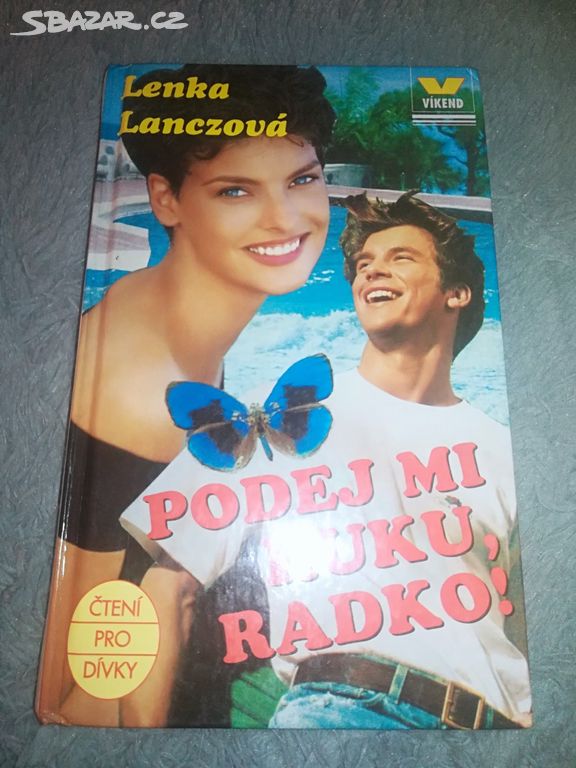 SBAZAR.CZ
Lenka
Lanczová
VÍKEND
PODEJ MI
RUKU,
RADKO!
ČTENÍ
PRO
DÍVKY